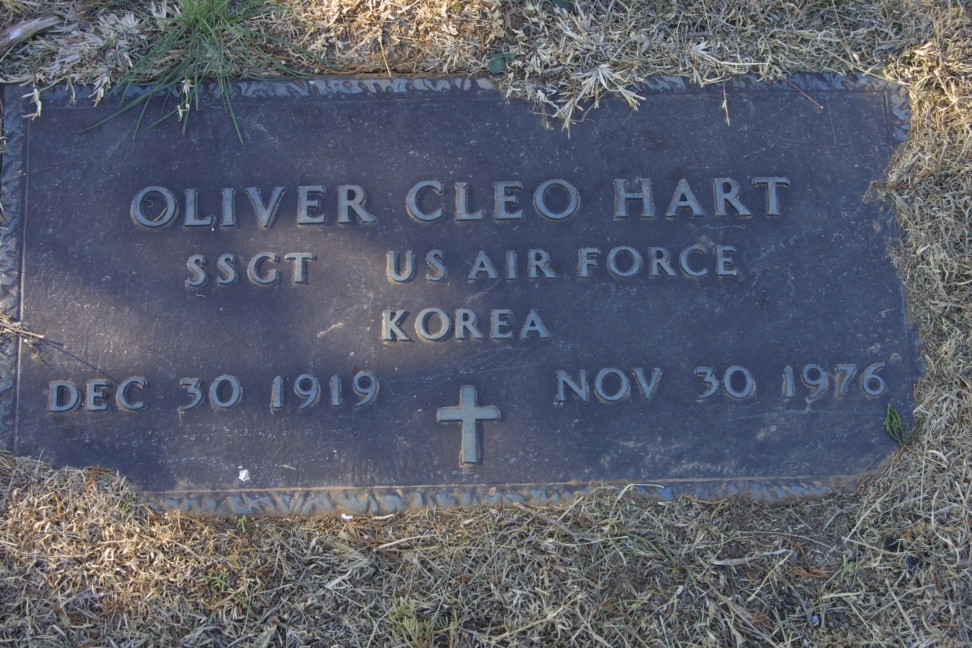 OLIVER CLEO HART
SSGT US AIR FORCE
KOREA
DEC 30 1919 NOV 30 1976